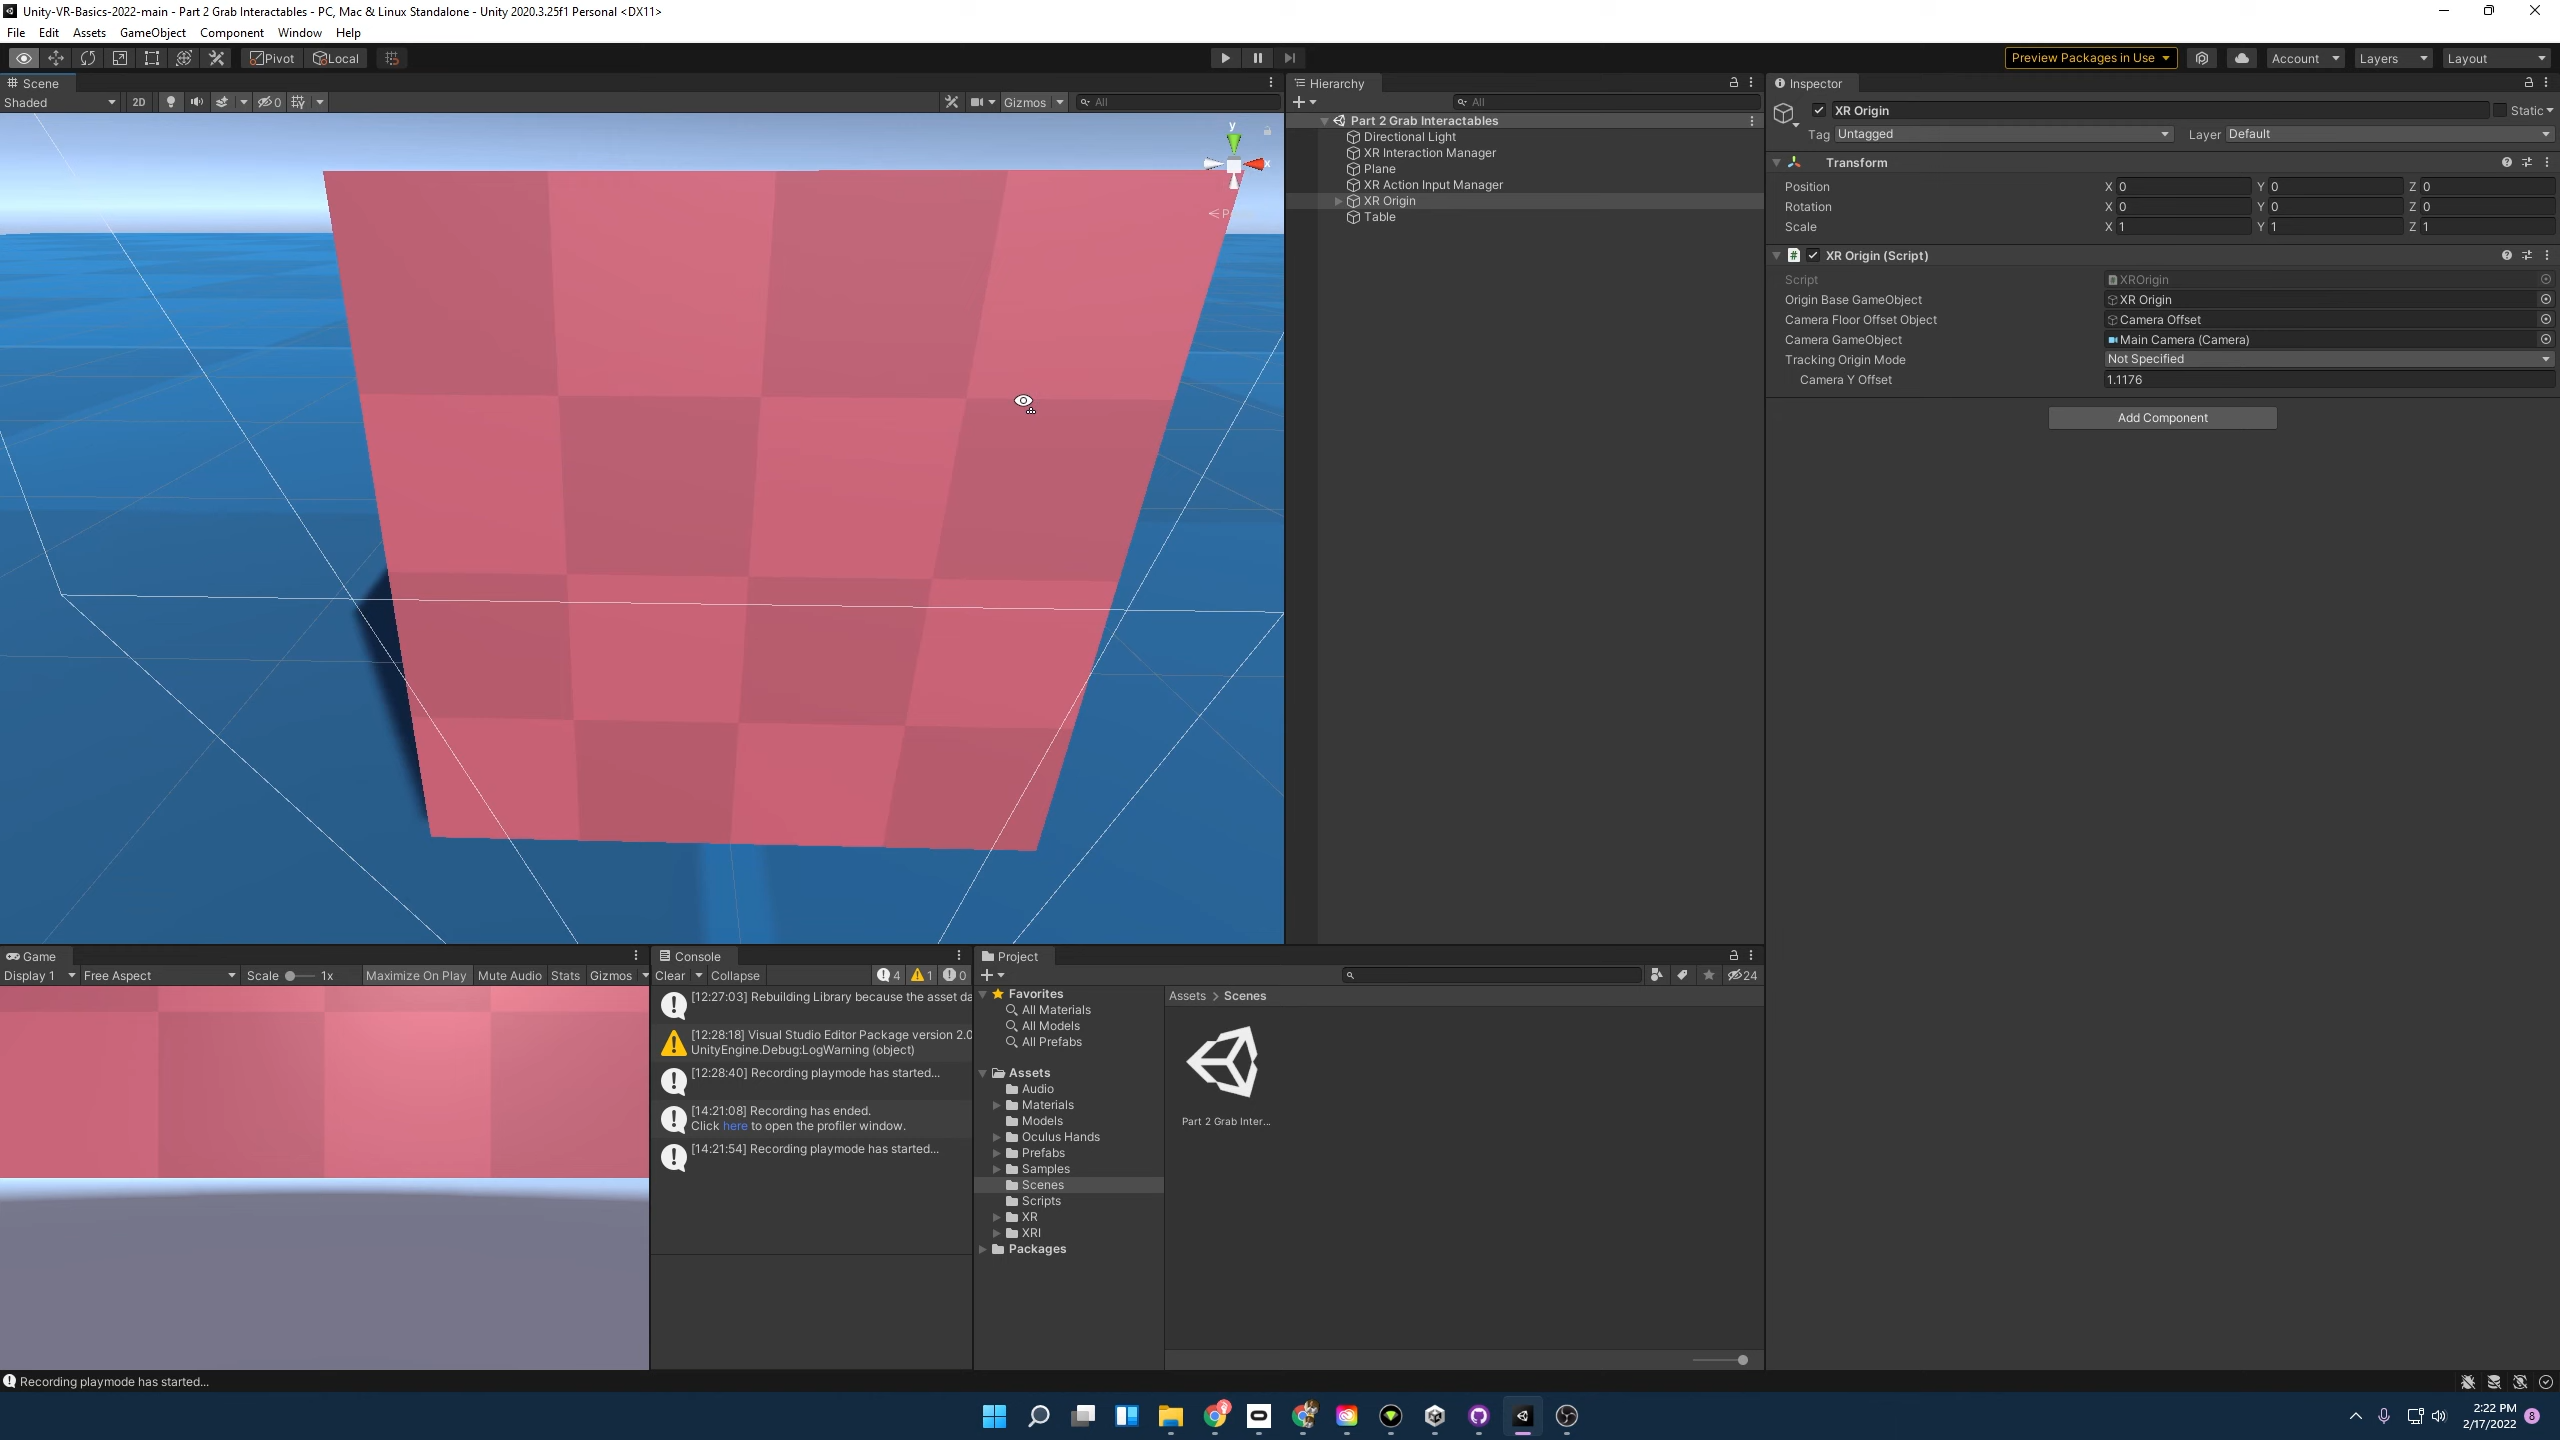 Unity-VR-Basics-2022-main - Part 2 Grab Interactables - PC, Mac & Linux Standalone - Unity 2020.3.25f1 Personal <DX11>
File Edit Assets GameObject Component Window Help
Pivot Local Preview Packages in Use Account Layers Layout
Scene
Shaded 2D 0 Gizmos All
y
x
Hierarchy
All
Part 2 Grab Interactables
Directional Light
XR Interaction Manager
Plane
XR Action Input Manager
XR Origin
Table
Inspector
XR Origin Static
Tag Untagged Layer Default
Transform
Position X 0 Y 0 Z 0
Rotation X 0 Y 0 Z 0
Scale X 1 Y 1 Z 1
# XR Origin (Script)
Script XROrigin
Origin Base GameObject XR Origin
Camera Floor Offset Object Camera Offset
Camera GameObject Main Camera (Camera)
Tracking Origin Mode Not Specified
Camera Y Offset 1.1176
Add Component
Game
Display 1 Free Aspect Scale 1x Maximize On Play Mute Audio Stats Gizmos
Console
Clear Collapse 4 1 0
[12:27:03] Rebuilding Library because the asset da
[12:28:18] Visual Studio Editor Package version 2.0
UnityEngine.Debug:LogWarning (object)
[12:28:40] Recording playmode has started...
[14:21:08] Recording has ended.
Click here to open the profiler window.
[14:21:54] Recording playmode has started...
Project
24
Favorites
All Materials
All Models
All Prefabs
Assets
Audio
Materials
Models
Oculus Hands
Prefabs
Samples
Scenes
Scripts
XR
XRI
Packages
Assets > Scenes
Part 2 Grab Inter...
Recording playmode has started...
2:22 PM
2/17/2022
8